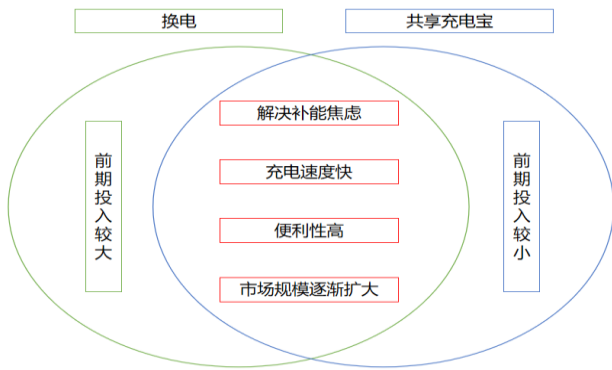 换电
共享充电宝
解决补能焦虑
前期投入较大
充电速度快
前期投入较小
便利性高
市场规模逐渐扩大